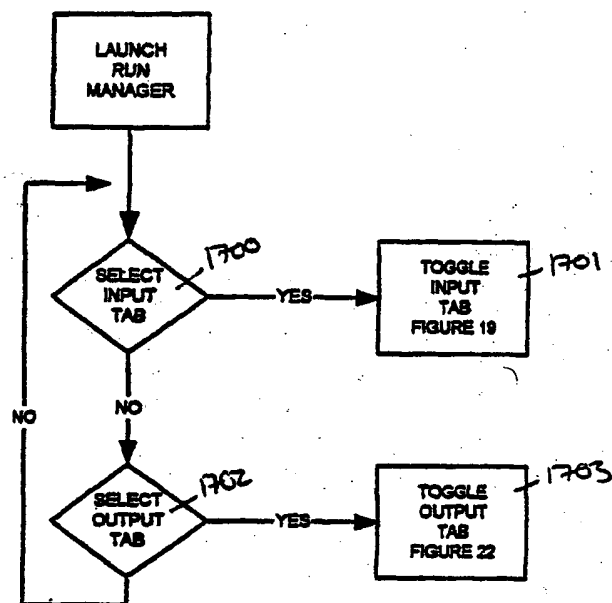 LAUNCH
RUN
MANAGER
SELECT
INPUT
TAB
1700
YES
TOGGLE
INPUT
TAB
FIGURE 19
1701
NO
NO
SELECT
OUTPUT
TAB
1702
YES
TOGGLE
OUTPUT
TAB
FIGURE 22
1703